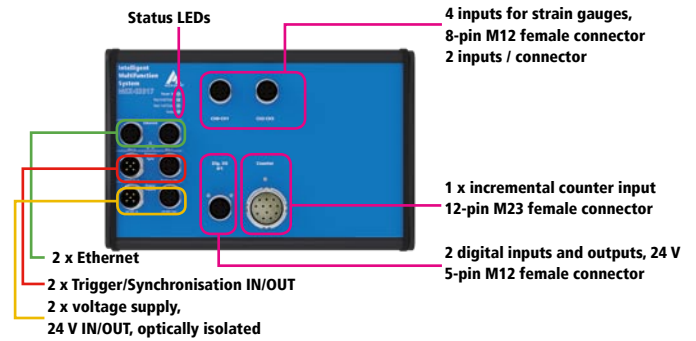 Status LEDs
4 inputs for strain gauges,
8-pin M12 female connector
2 inputs / connector
Intelligent
Multifunction
System
Dig. I/O
Counter
1 x incremental counter input
12-pin M23 female connector
2 digital inputs and outputs, 24 V
5-pin M12 female connector
2 x Ethernet
2 x Trigger/Synchronisation IN/OUT
2 x voltage supply,
24 V IN/OUT, optically isolated